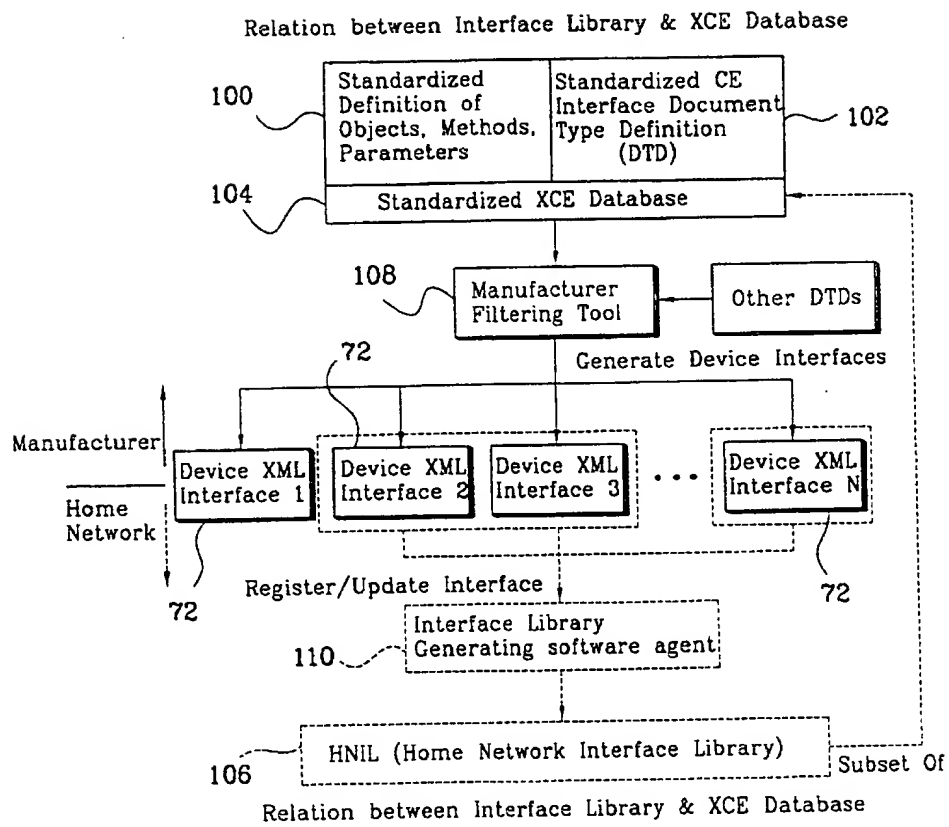 Relation between Interface Library & XCE Database
100
Standardized
Definition of
Objects, Methods,
Parameters
Standardized CE
Interface Document
Type Definition
(DTD)
102
104
Standardized XCE Database
108
Manufacturer
Filtering Tool
Other DTDs
72
Generate Device Interfaces
Manufacturer
Home
Network
Device XML
Interface 1
Device XML
Interface 2
Device XML
Interface 3
Device XML
Interface N
72
Register/Update Interface
72
110
Interface Library
Generating software agent
106
HNIL (Home Network Interface Library)
Subset Of
Relation between Interface Library & XCE Database